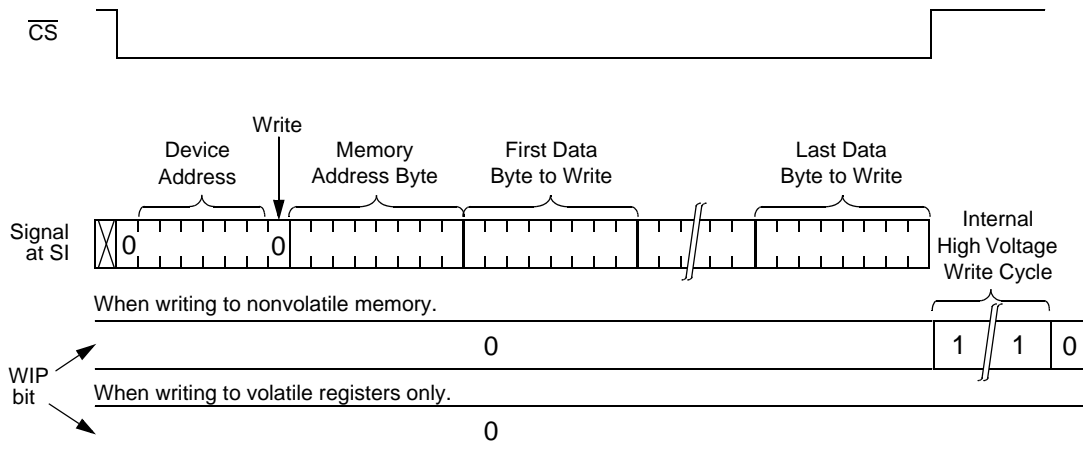 CS
Write
Device
Address
Memory
Address Byte
First Data
Byte to Write
Last Data
Byte to Write
Signal
at SI
0
0
Internal
High Voltage
Write Cycle
When writing to nonvolatile memory.
0
1
1
0
WIP
bit
When writing to volatile registers only.
0